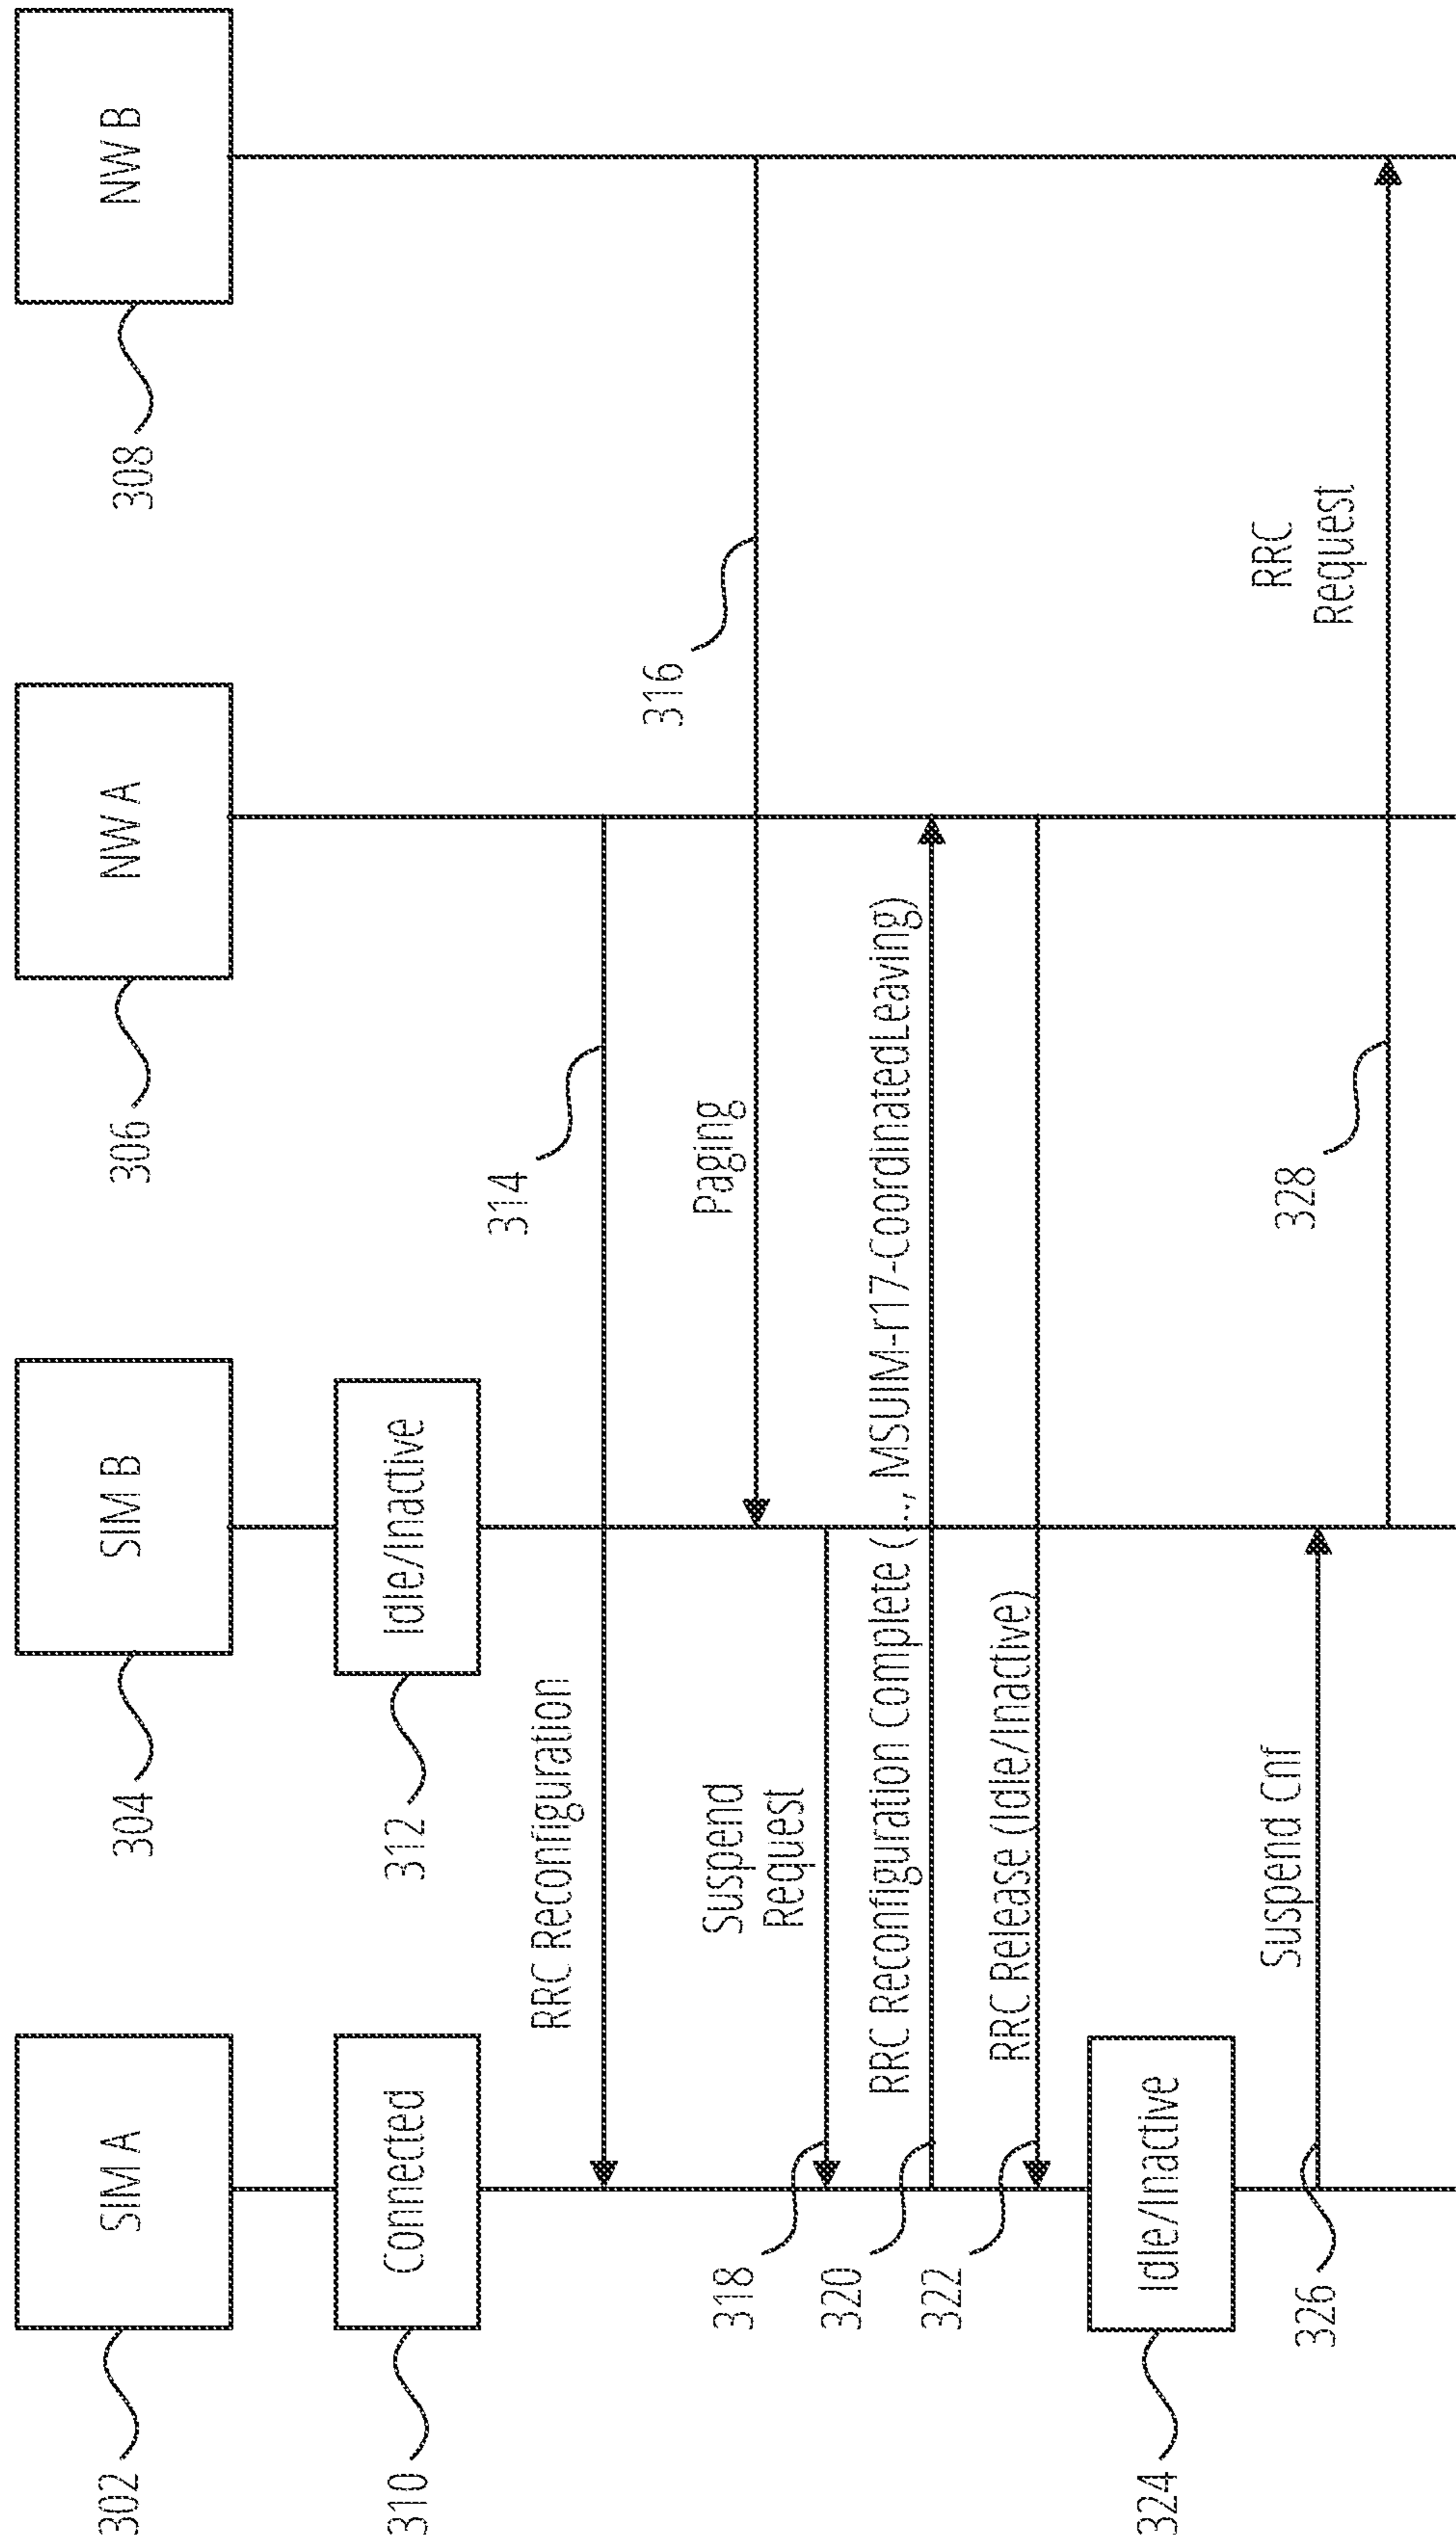 SIM A
SIM B
NW A
NW B
302
304
306
308
Connected
Idle/Inactive
310
312
RRC Reconfiguration
314
Paging
316
Suspend
Request
318
RRC Reconfiguration Complete (..., MSUIM-r17-CoordinatedLeaving)
320
RRC Release (Idle/Inactive)
322
Idle/Inactive
324
Suspend Cnf
326
RRC
Request
328